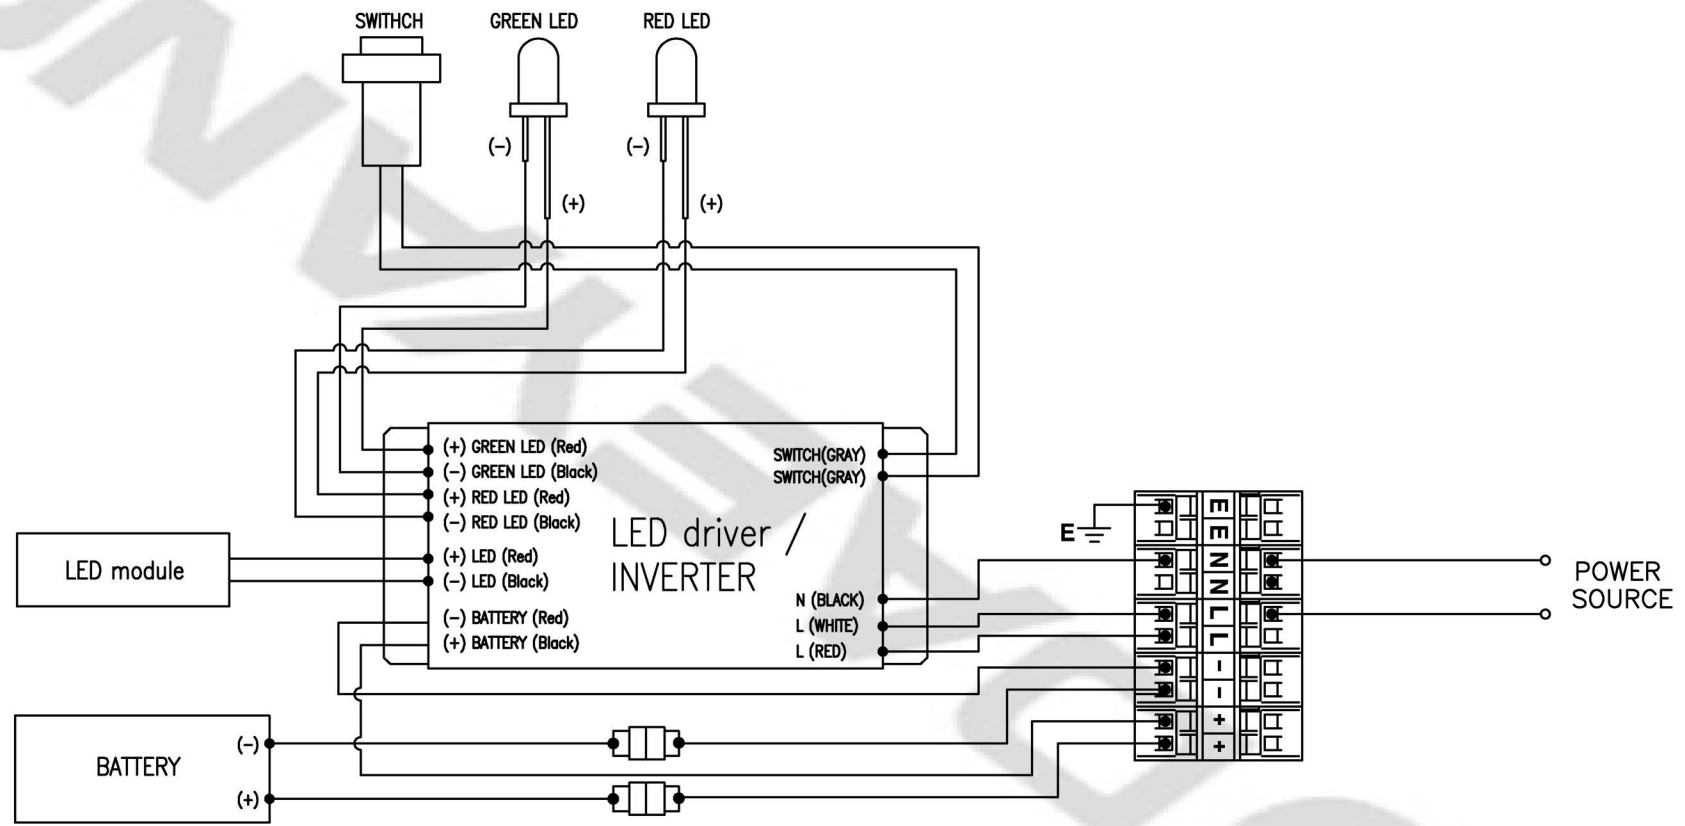 SWITHCH
GREEN LED
RED LED
(-)
(-)
(+)
(+)
(+) GREEN LED (Red)
(-) GREEN LED (Black)
(+) RED LED (Red)
(-) RED LED (Black)
(+) LED (Red)
(-) LED (Black)
(-) BATTERY (Red)
(+) BATTERY (Black)
SWITCH(GRAY)
SWITCH(GRAY)
LED driver /
INVERTER
N (BLACK)
L (WHITE)
L (RED)
LED module
BATTERY
(-)
(+)
E
E
E
N
N
L
L
-
-
+
+
POWER
SOURCE